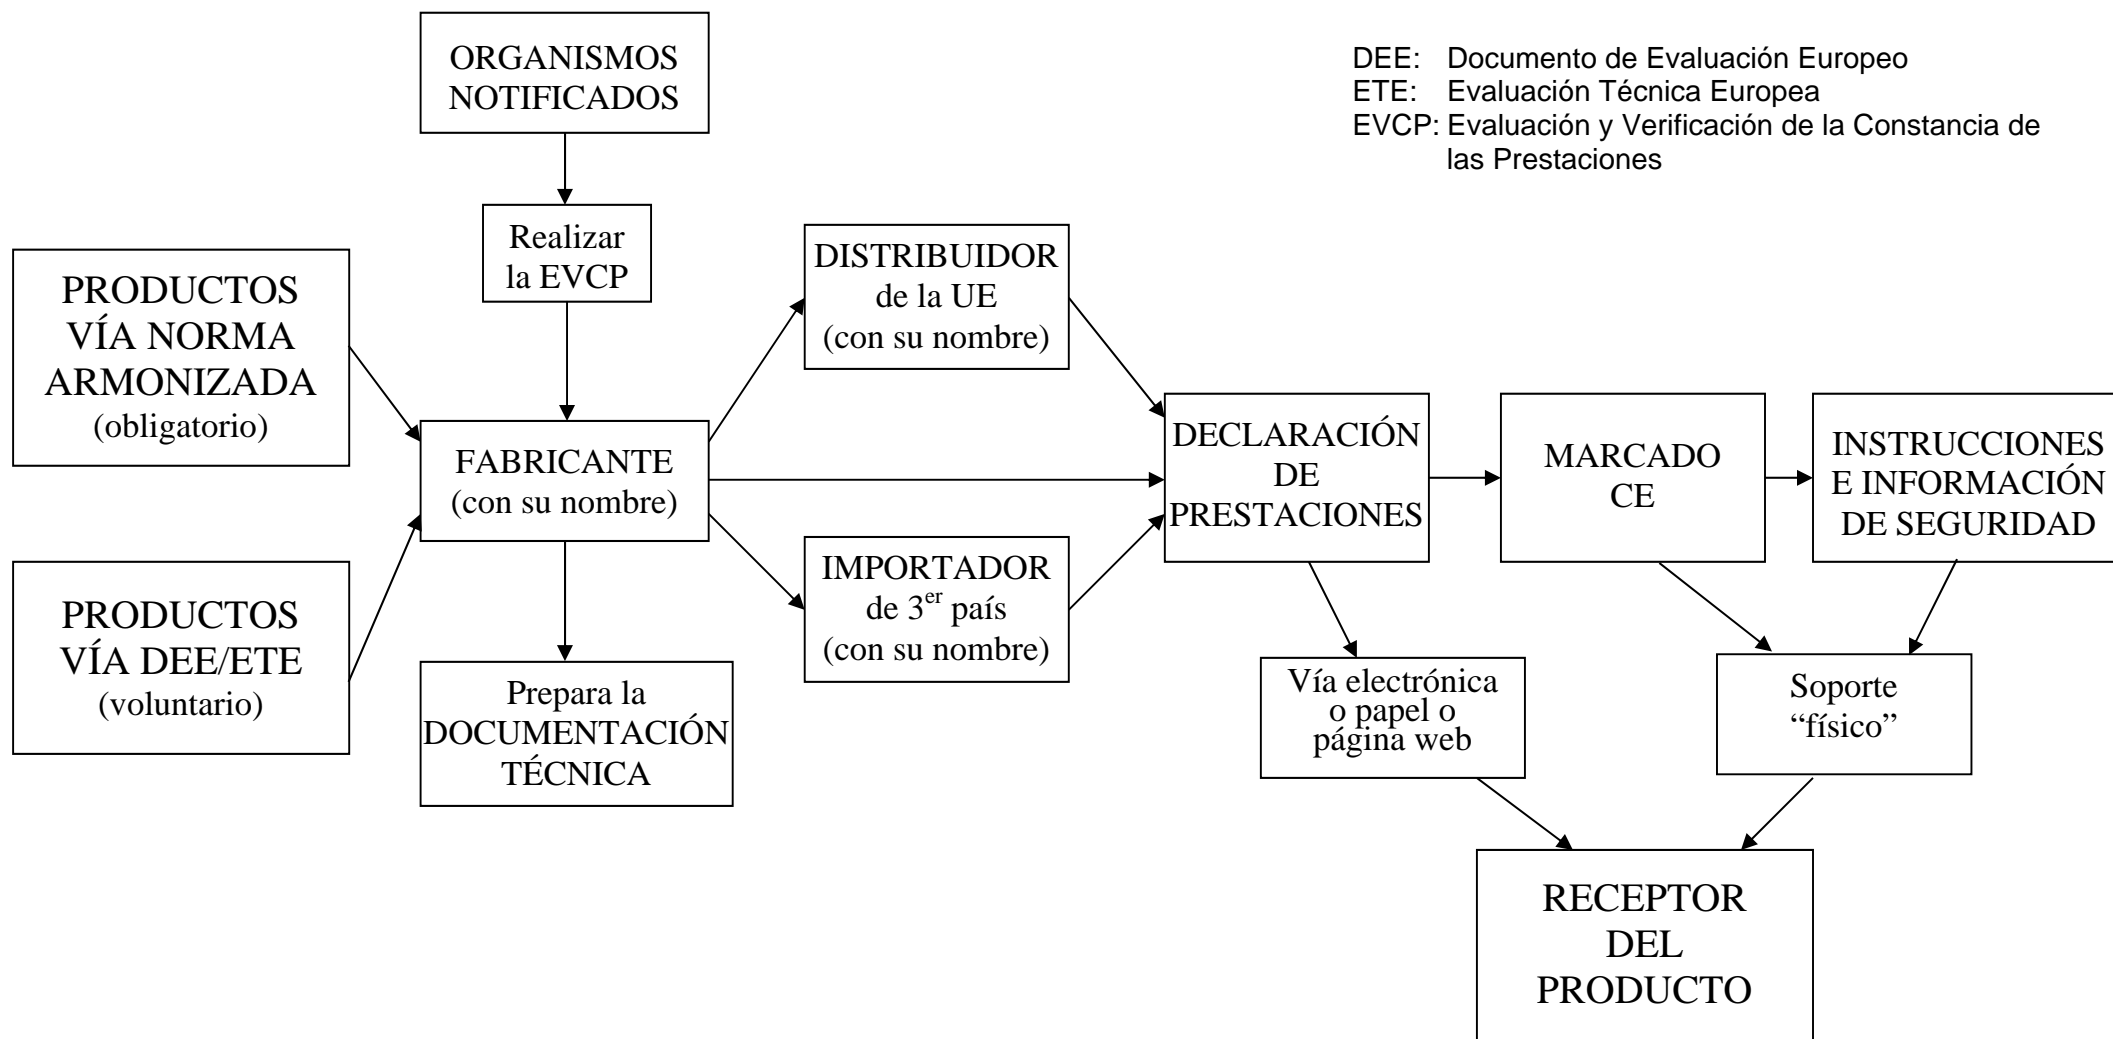 ORGANISMOS
NOTIFICADOS
DEE: Documento de Evaluación Europeo
ETE: Evaluación Técnica Europea
EVCP: Evaluación y Verificación de la Constancia de
las Prestaciones
Realizar
la EVCP
PRODUCTOS
VÍA NORMA
ARMONIZADA
(obligatorio)
DISTRIBUIDOR
de la UE
(con su nombre)
FABRICANTE
(con su nombre)
DECLARACIÓN
DE
PRESTACIONES
MARCADO
CE
INSTRUCCIONES
E INFORMACIÓN
DE SEGURIDAD
PRODUCTOS
VÍA DEE/ETE
(voluntario)
IMPORTADOR
de 3er país
(con su nombre)
Prepara la
DOCUMENTACIÓN
TÉCNICA
Vía electrónica
o papel o
página web
Soporte
“físico”
RECEPTOR
DEL
PRODUCTO